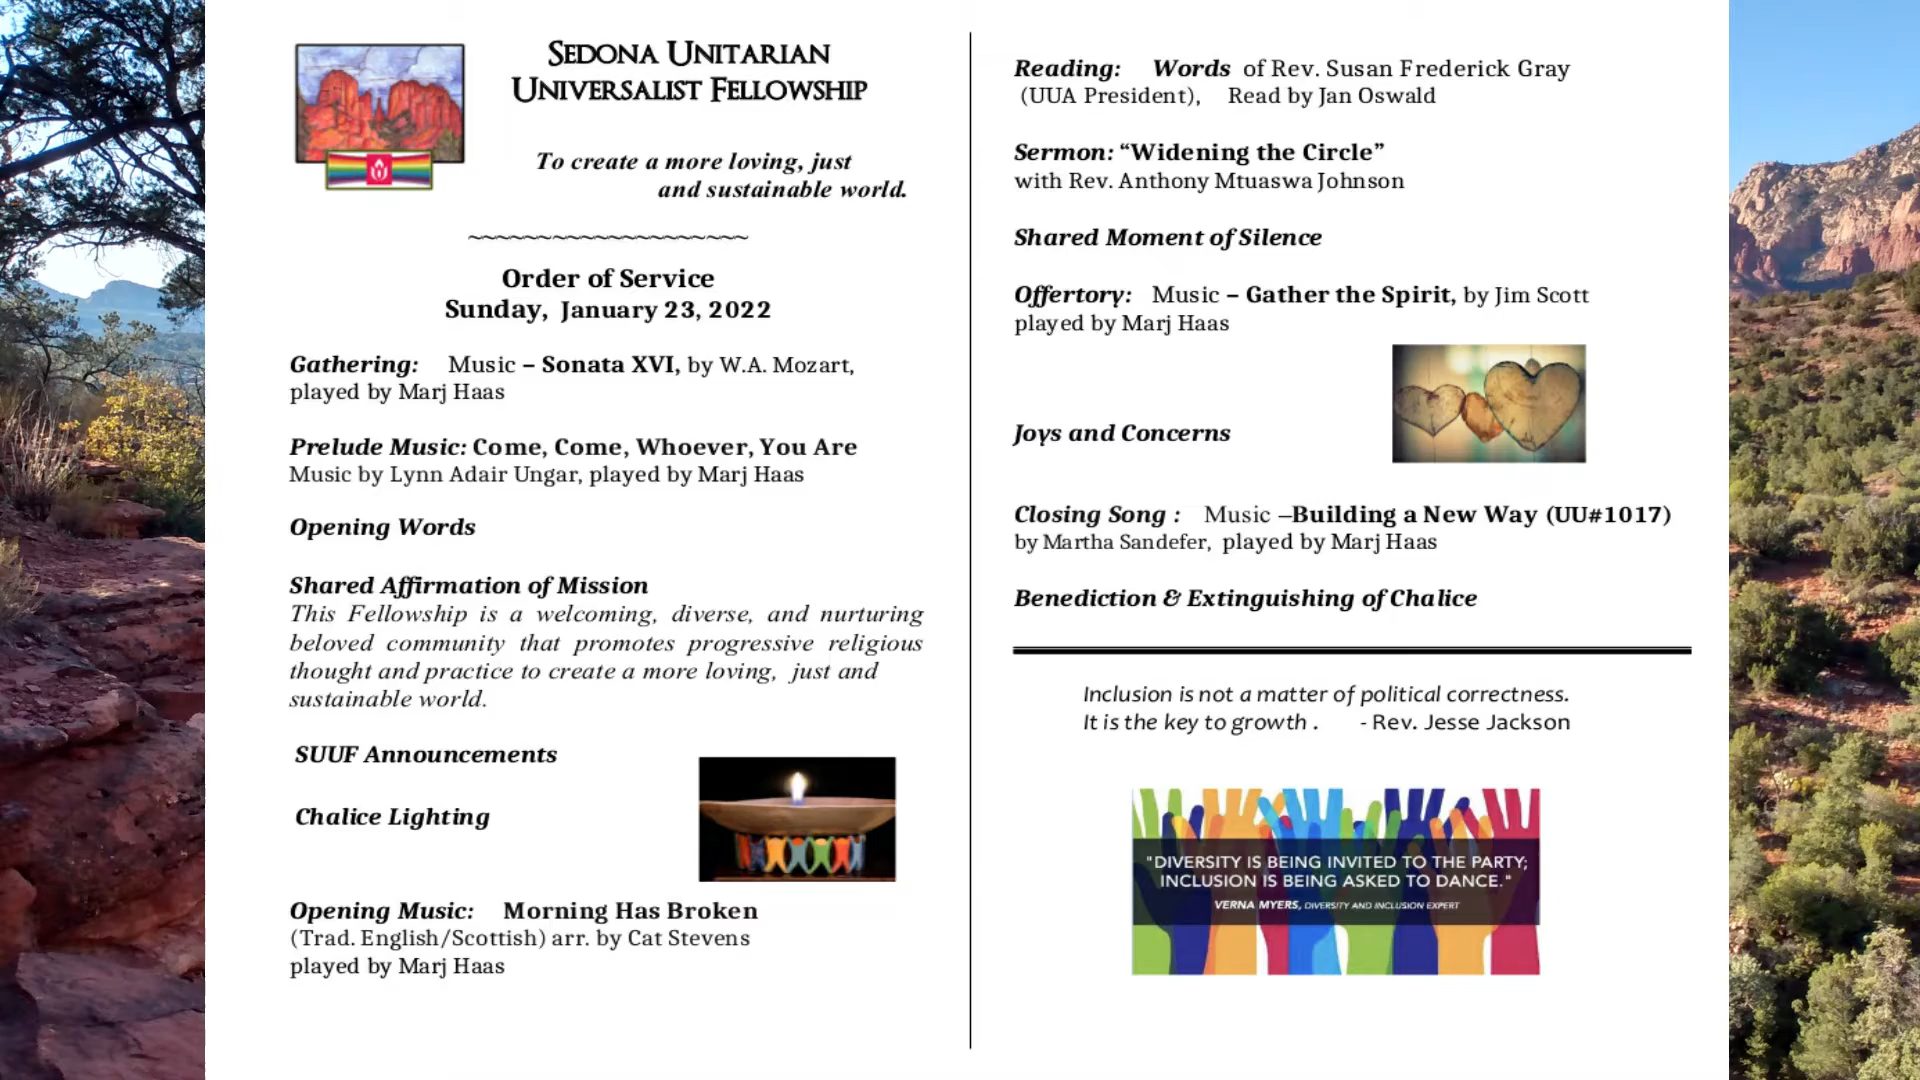 SEDONA UNITARIAN
UNIVERSALIST FELLOWSHIP
To create a more loving, just
and sustainable world.
~~~~~~~~~~~~~~~~~~~~
Order of Service
Sunday, January 23, 2022
Gathering: Music – Sonata XVI, by W.A. Mozart,
played by Marj Haas
Prelude Music: Come, Come, Whoever, You Are
Music by Lynn Adair Ungar, played by Marj Haas
Opening Words
Shared Affirmation of Mission
This Fellowship is a welcoming, diverse, and nurturing
beloved community that promotes progressive religious
thought and practice to create a more loving, just and
sustainable world.
SUUF Announcements
Chalice Lighting
Opening Music: Morning Has Broken
(Trad. English/Scottish) arr. by Cat Stevens
played by Marj Haas
Reading: Words of Rev. Susan Frederick Gray
(UUA President), Read by Jan Oswald
Sermon: “Widening the Circle”
with Rev. Anthony Mtuaswa Johnson
Shared Moment of Silence
Offertory: Music – Gather the Spirit, by Jim Scott
played by Marj Haas
Joys and Concerns
Closing Song : Music –Building a New Way (UU#1017)
by Martha Sandefer, played by Marj Haas
Benediction & Extinguishing of Chalice
Inclusion is not a matter of political correctness.
It is the key to growth . - Rev. Jesse Jackson
"DIVERSITY IS BEING INVITED TO THE PARTY;
INCLUSION IS BEING ASKED TO DANCE."
VERNA MYERS, DIVERSITY AND INCLUSION EXPERT